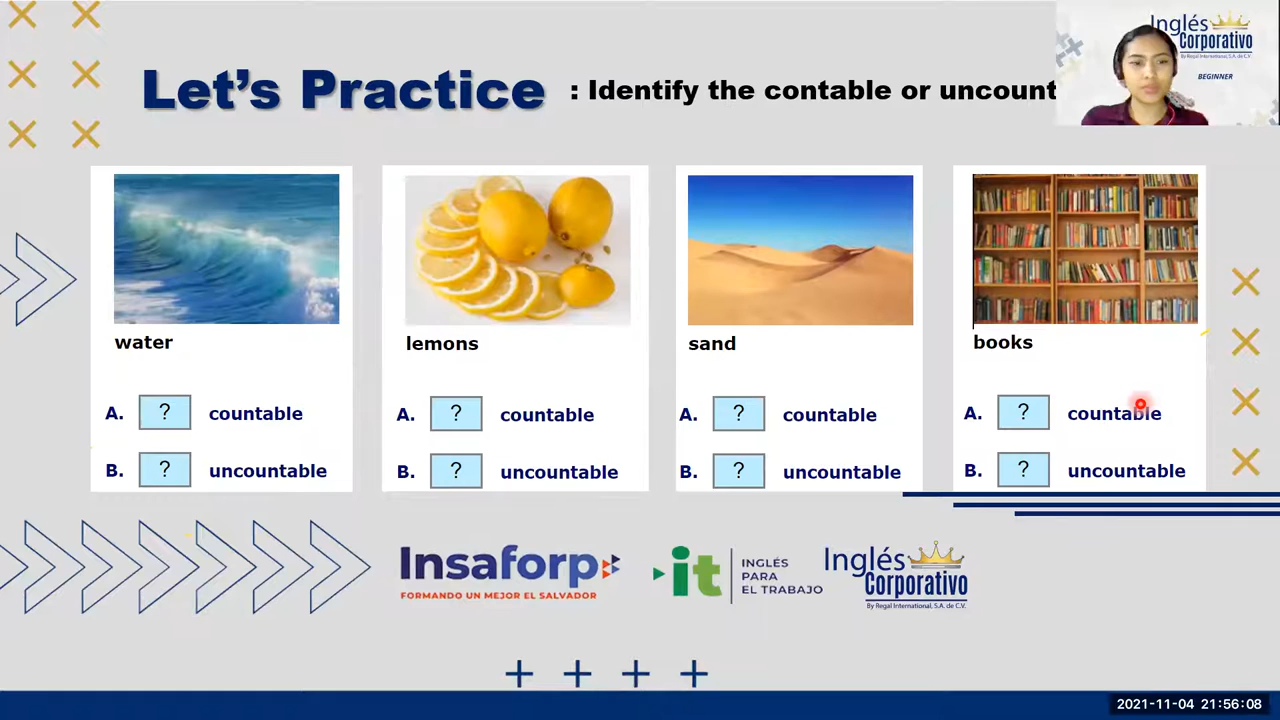 Let's Practice : Identify the contable or uncount
Inglés
Corporativo
By Regal International, S.A. de C.V.
BEGINNER
water
A. ? countable
B. ? uncountable
lemons
A. ? countable
B. ? uncountable
sand
A. ? countable
B. ? uncountable
books
A. ? countable
B. ? uncountable
Insaforp
FORMANDO UN MEJOR EL SALVADOR
it
INGLÉS
PARA
EL TRABAJO
Inglés
Corporativo
By Regal International, S.A. de C.V.
2021-11-04 21:56:08